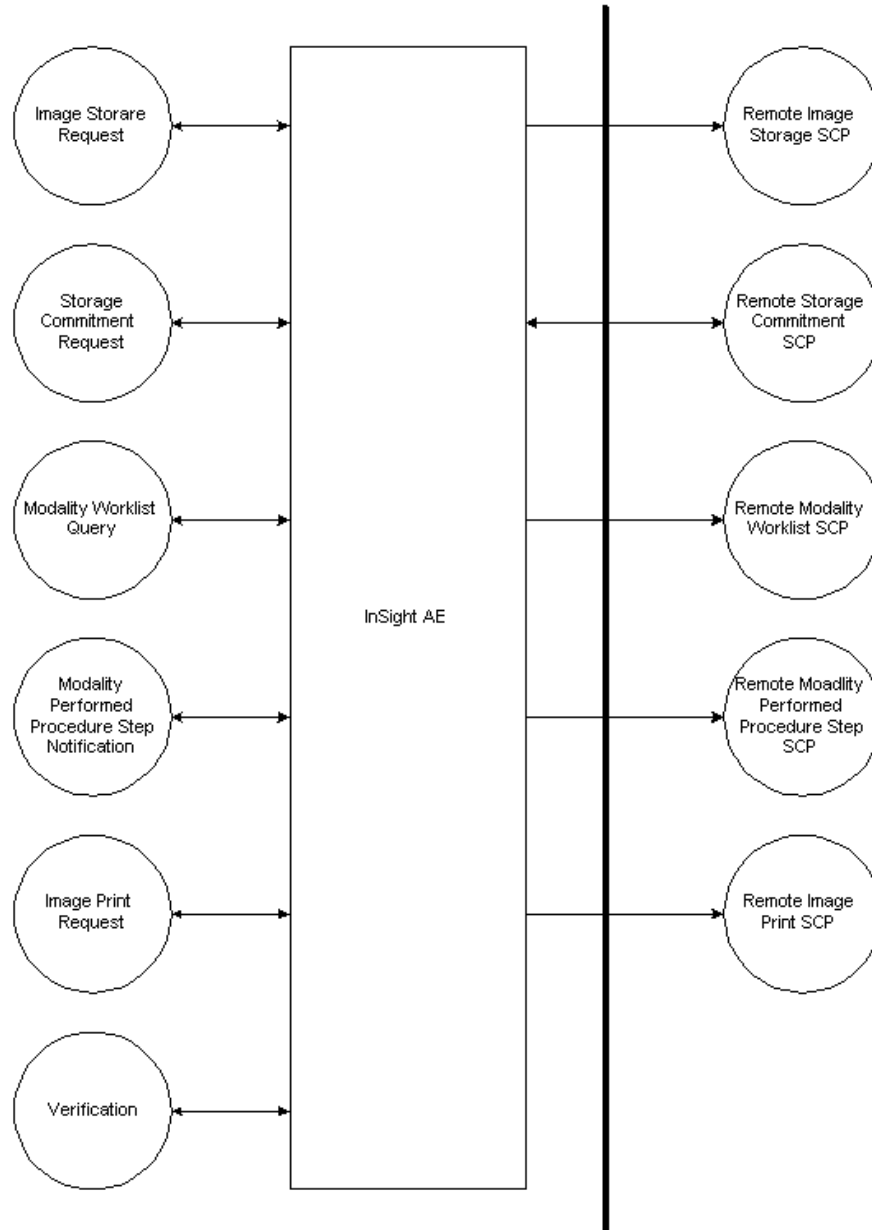 Image Storare
Request
Remote Image
Storage SCP
Storage
Commitment
Request
Remote Storage
Commitment
SCP
Modality Worklist
Query
Remote Modality
Worklist SCP
InSight AE
Modality
Performed
Procedure Step
Notification
Remote Moadlity
Performed
Procedure Step
SCP
Image Print
Request
Remote Image
Print SCP
Verification